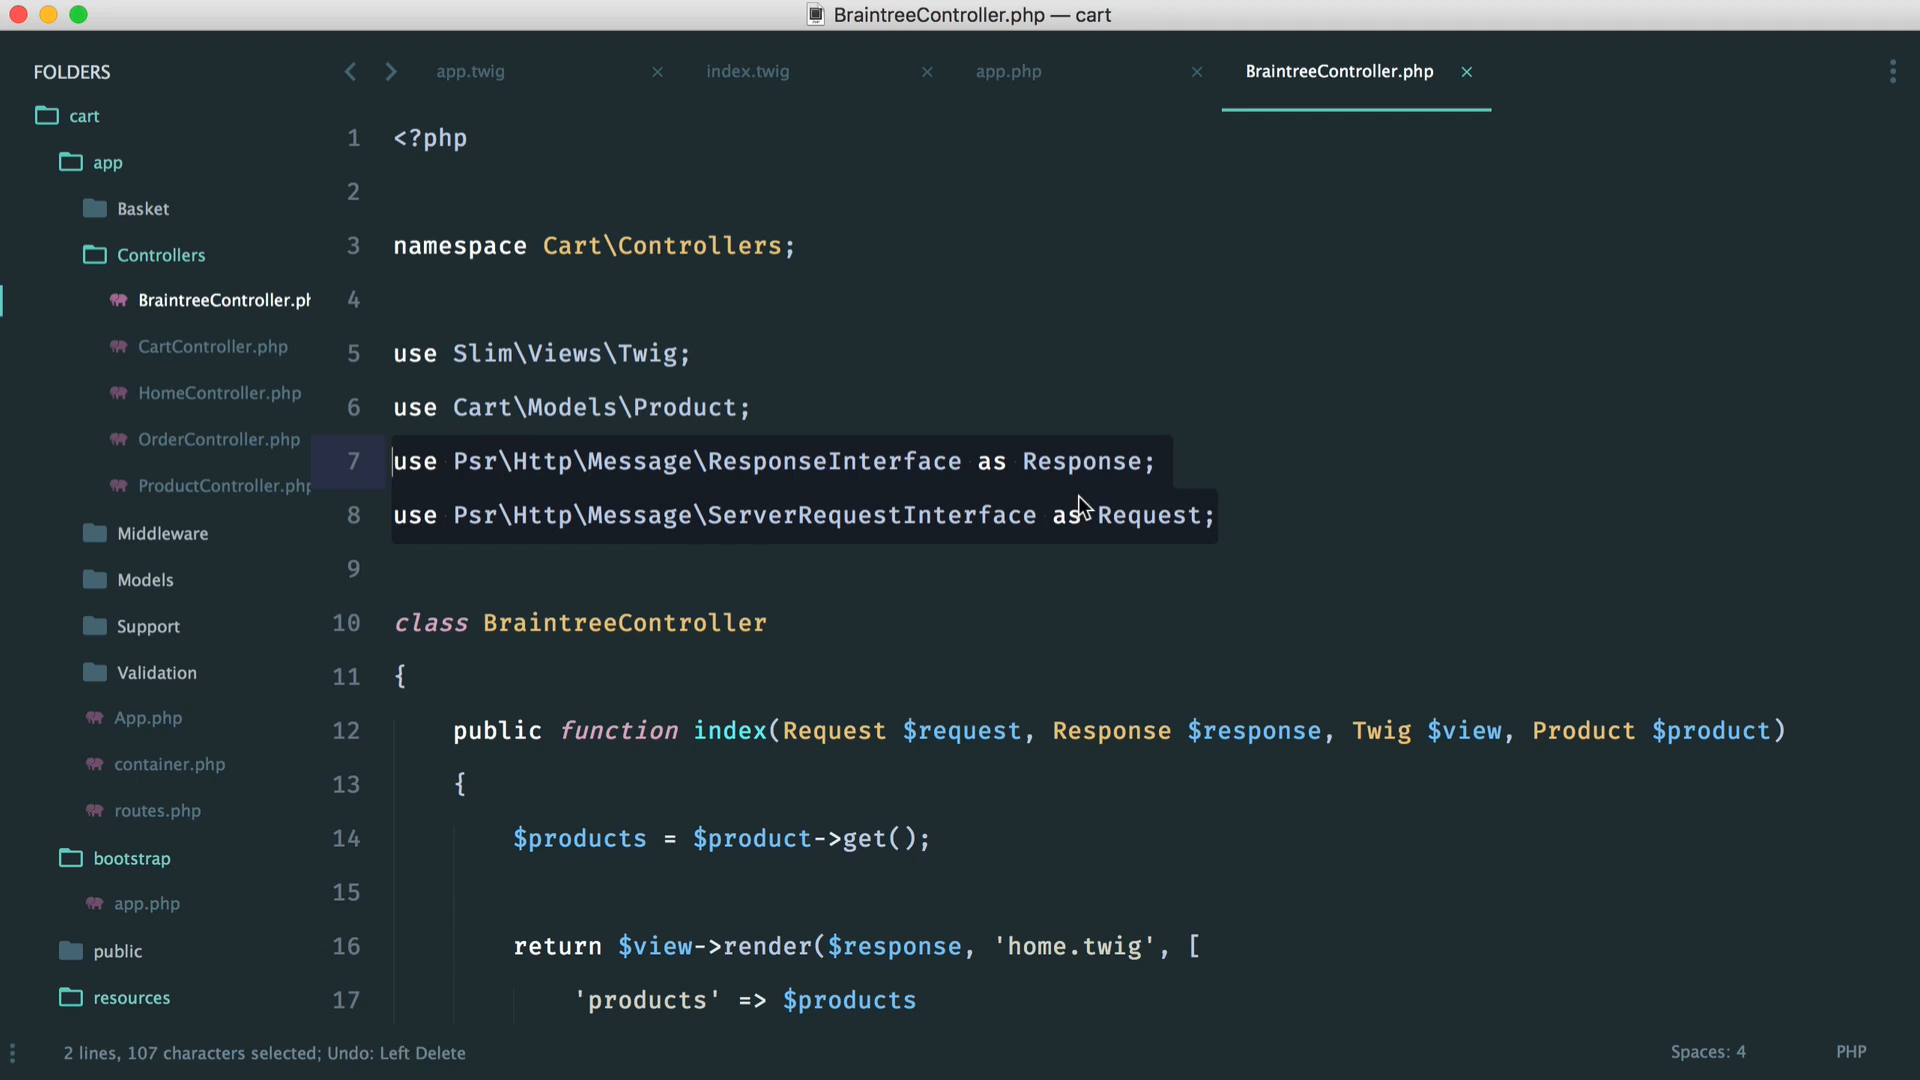 BraintreeController.php — cart
FOLDERS
cart
app
Basket
Controllers
BraintreeController.ph
CartController.php
HomeController.php
OrderController.php
ProductController.php
Middleware
Models
Support
Validation
App.php
container.php
routes.php
bootstrap
app.php
public
resources
app.twig
index.twig
app.php
BraintreeController.php
1 <?php
2
3 namespace Cart\Controllers;
4
5 use Slim\Views\Twig;
6 use Cart\Models\Product;
7 use Psr\Http\Message\ResponseInterface as Response;
8 use Psr\Http\Message\ServerRequestInterface as Request;
9
10 class BraintreeController
11 {
12 public function index(Request $request, Response $response, Twig $view, Product $product)
13 {
14 $products = $product->get();
15
16 return $view->render($response, 'home.twig', [
17 'products' => $products
2 lines, 107 characters selected; Undo: Left Delete
Spaces: 4
PHP